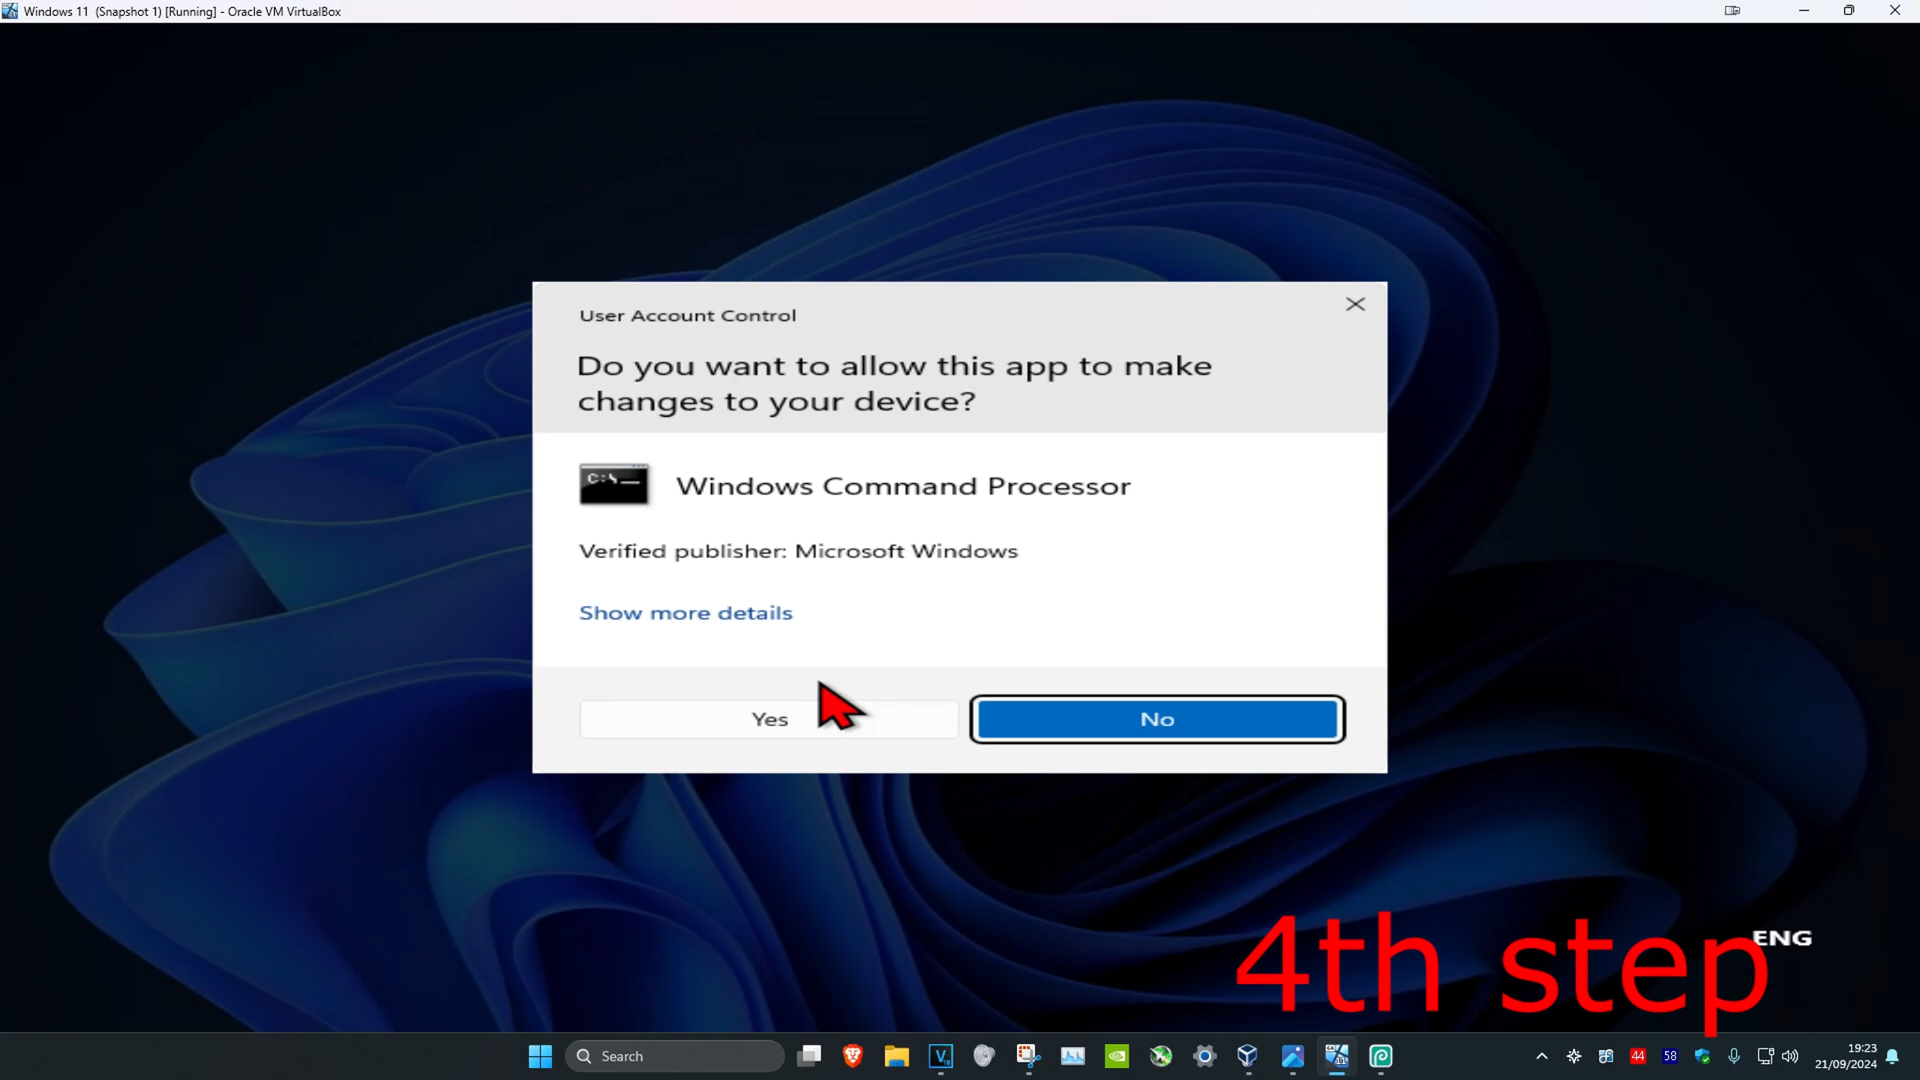 Windows 11 (Snapshot 1) [Running] - Oracle VM VirtualBox
User Account Control
Do you want to allow this app to make
changes to your device?
C:\
Windows Command Processor
Verified publisher: Microsoft Windows
Show more details
Yes
No
4th step
ENG
Search
44
58
19:23
21/09/2024